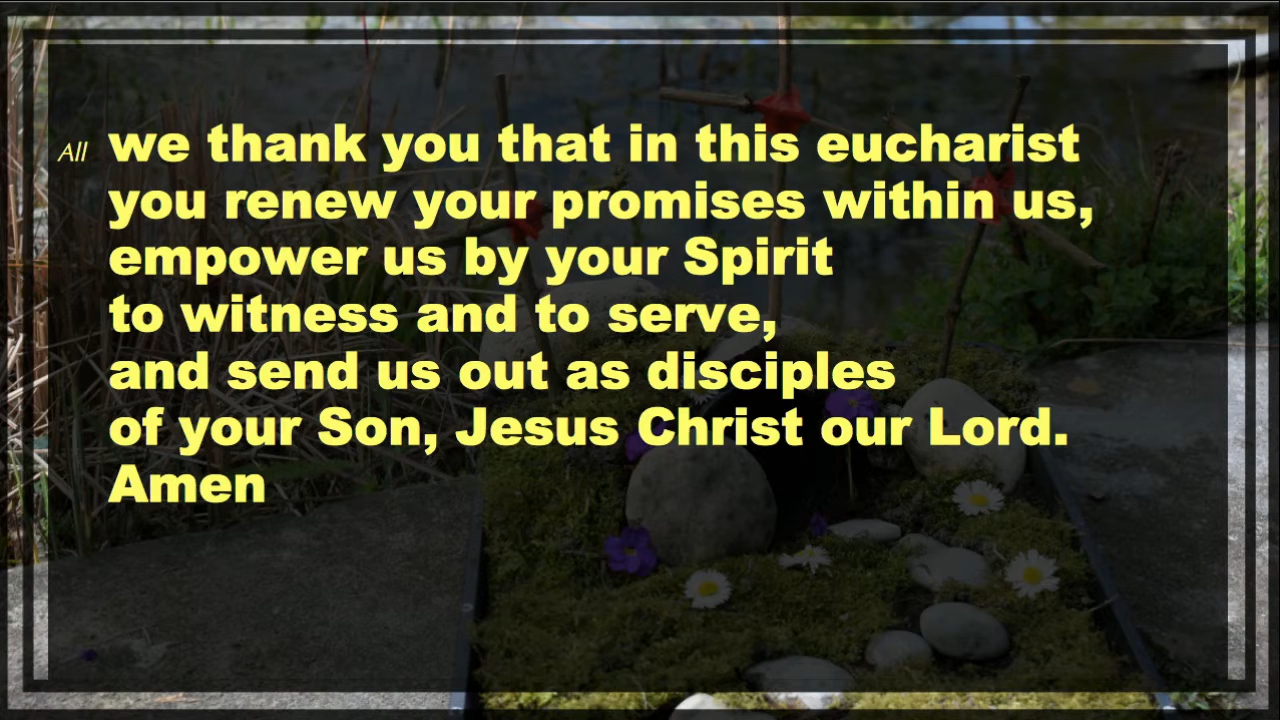 All we thank you that in this eucharist
you renew your promises within us,
empower us by your Spirit
to witness and to serve,
and send us out as disciples
of your Son, Jesus Christ our Lord.
Amen